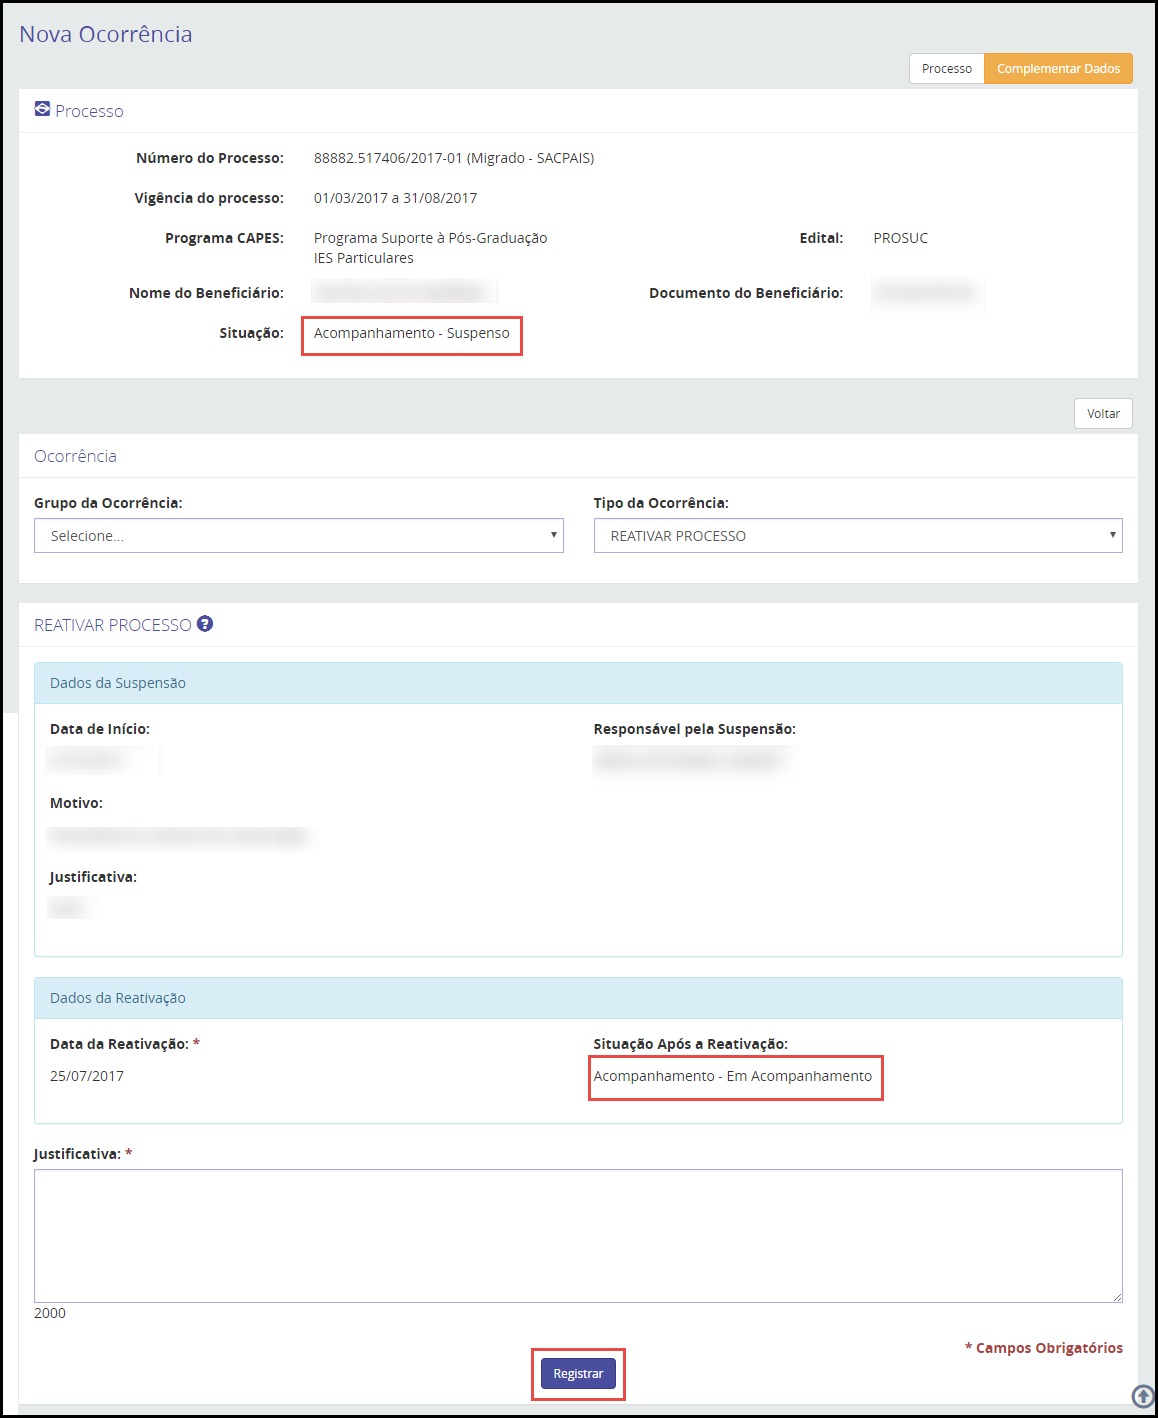 Nova Ocorrência
Processo
Complementar Dados
Processo
Número do Processo: 88882.517406/2017-01 (Migrado - SACPAIS)
Vigência do processo: 01/03/2017 a 31/08/2017
Programa CAPES: Programa Suporte à Pós-Graduação
IES Particulares
Edital: PROSUC
Nome do Beneficiário:
Documento do Beneficiário:
Situação: Acompanhamento - Suspenso
Voltar
Ocorrência
Grupo da Ocorrência:
Selecione...
Tipo da Ocorrência:
REATIVAR PROCESSO
REATIVAR PROCESSO ?
Dados da Suspensão
Data de Início:
Responsável pela Suspensão:
Motivo:
Justificativa:
Dados da Reativação
Data da Reativação: *
25/07/2017
Situação Após a Reativação:
Acompanhamento - Em Acompanhamento
Justificativa: *
2000
* Campos Obrigatórios
Registrar